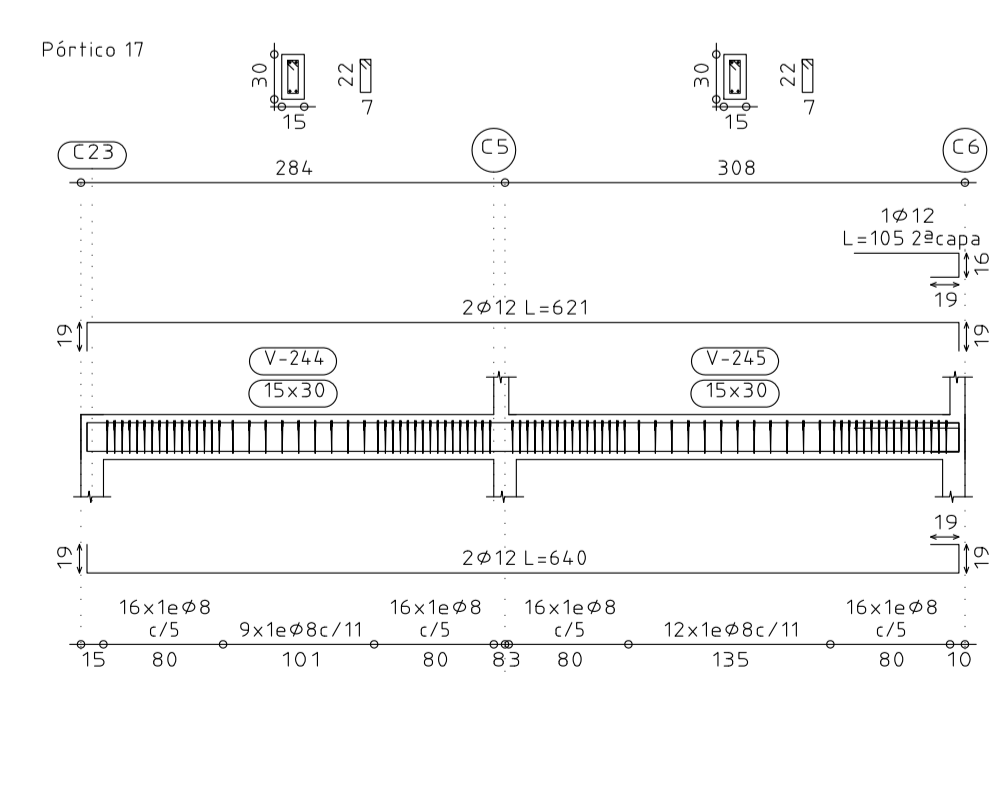 Pórtico 17
30
15
22
7
30
15
22
7
C23
C5
C6
284
308
1Ø12
L=105 2ªcapa
16
19
2Ø12 L=621
19
19
V-244
15x30
V-245
15x30
19
2Ø12 L=640
19
19
16x1eØ8
c/5
9x1eØ8c/11
16x1eØ8
c/5
16x1eØ8
c/5
12x1eØ8c/11
16x1eØ8
c/5
15
80
101
80
8
3
80
135
80
10